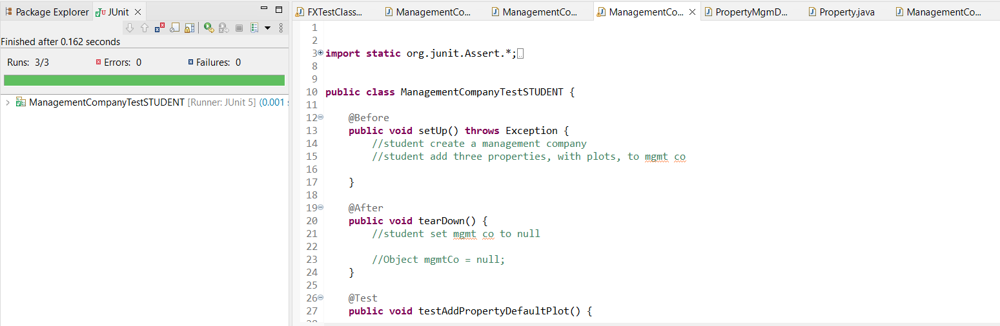 Package Explorer
JUnit
Finished after 0.162 seconds
Runs: 3/3
Errors: 0
Failures: 0
ManagementCompanyTestSTUDENT [Runner: JUnit 5] (0.001 s
FXTestClass...
ManagementCo...
ManagementCo...
ManagementCo...
PropertyMgmD...
Property.java
ManagementCo...
1
2
3 import static org.junit.Assert.*;
8
9
10 public class ManagementCompanyTestSTUDENT {
11
12     @Before
13     public void setUp() throws Exception {
14         //student create a management company
15         //student add three properties, with plots, to mgmt co
16
17     }
18
19     @After
20     public void tearDown() {
21         //student set mgmt co to null
22
23         //Object mgmtCo = null;
24     }
25
26     @Test
27     public void testAddPropertyDefaultPlot() {
28